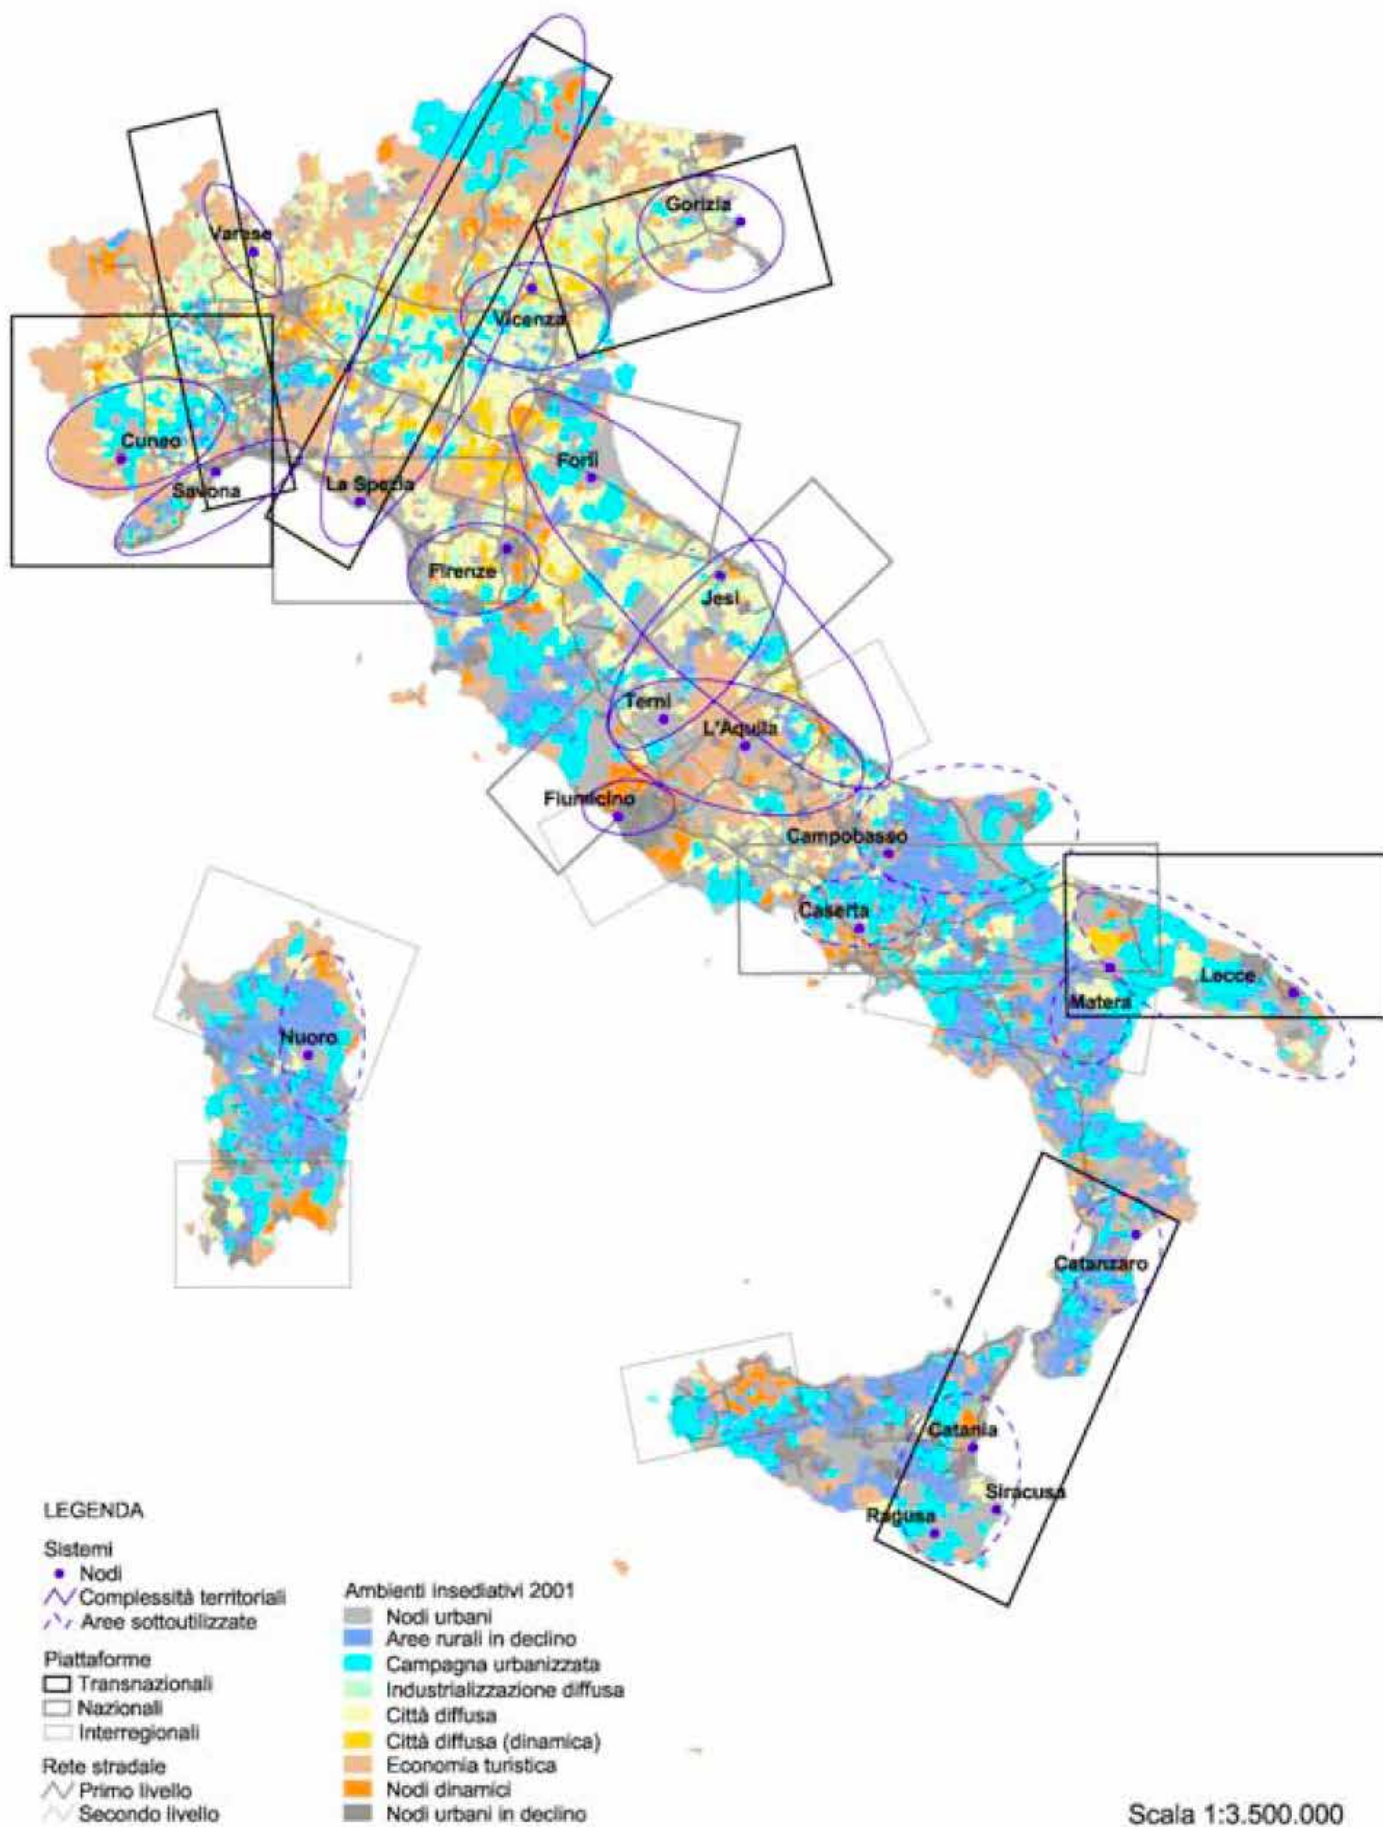 Gorizia
Varese
Vicenza
Cuneo
Savona
La Spezia
Forlì
Firenze
Jesi
Terni
L'Aquila
Fiumicino
Campobasso
Caserta
Lecce
Matera
Nuoro
Catanzaro
Catania
Siracusa
Ragusa
LEGENDA
Sistemi
Nodi
Complessità territoriali
Aree sottoutilizzate
Piattaforme
Transnazionali
Nazionali
Interregionali
Rete stradale
Primo livello
Secondo livello
Ambienti insediativi 2001
Nodi urbani
Aree rurali in declino
Campagna urbanizzata
Industrializzazione diffusa
Città diffusa
Città diffusa (dinamica)
Economia turistica
Nodi dinamici
Nodi urbani in declino
Scala 1:3.500.000